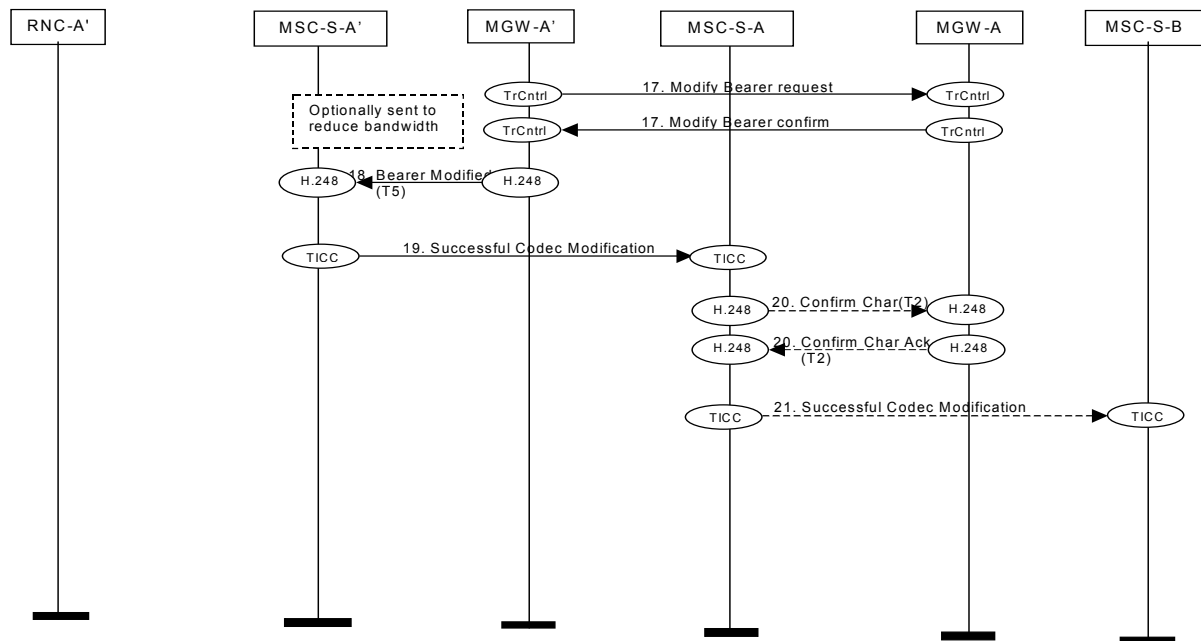 RNC-A'
MSC-S-A’
MGW-A’
MSC-S-A
MGW-A
MSC-S-B
TrCntrl
17. Modify Bearer request
TrCntrl
Optionally sent to
reduce bandwidth
TrCntrl
17. Modify Bearer confirm
TrCntrl
H.248
18. Bearer Modified
(T5)
H.248
TICC
19. Successful Codec Modification
TICC
H.248
20. Confirm Char(T2)
H.248
H.248
20. Confirm Char Ack
(T2)
H.248
TICC
21. Successful Codec Modification
TICC